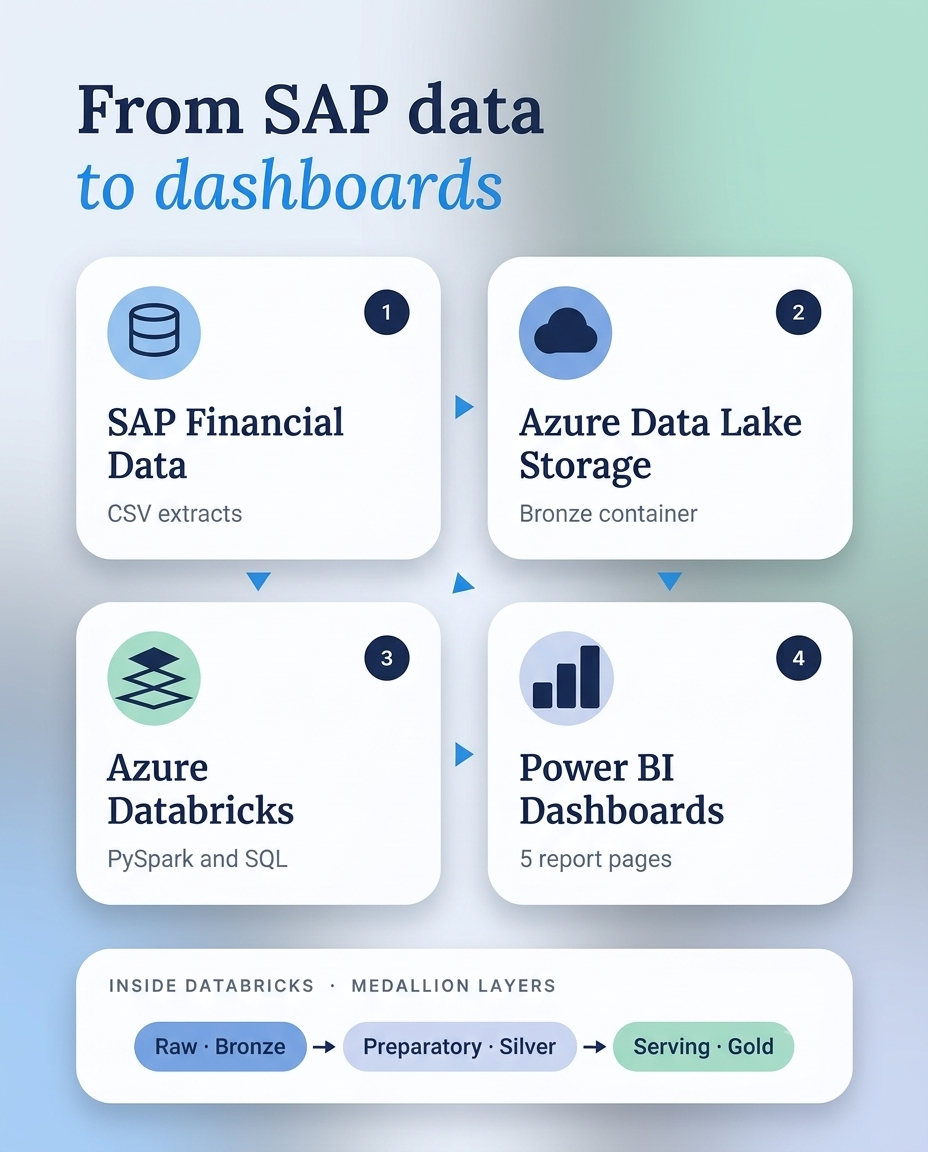 From SAP data
to dashboards
1
SAP Financial
Data
CSV extracts
2
Azure Data Lake
Storage
Bronze container
3
Azure
Databricks
PySpark and SQL
4
Power BI
Dashboards
5 report pages
INSIDE DATABRICKS · MEDALLION LAYERS
Raw · Bronze
Preparatory · Silver
Serving · Gold